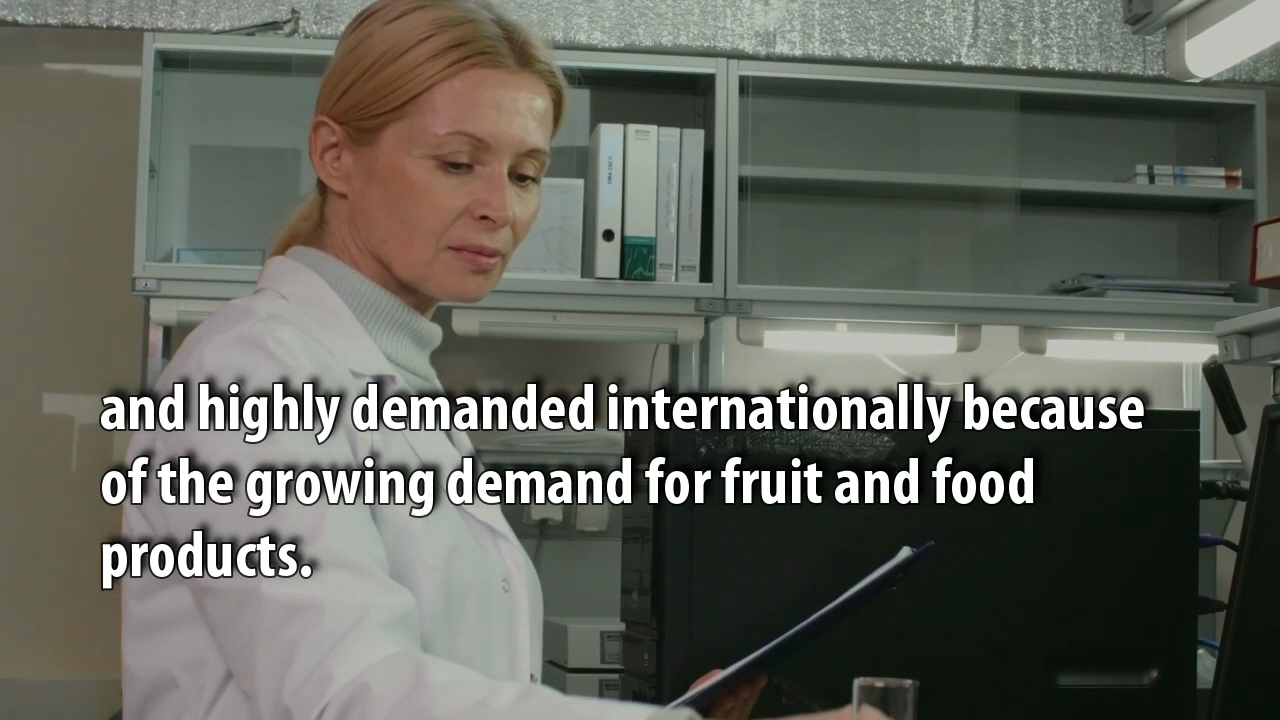 and highly demanded internationally because
of the growing demand for fruit and food
products.